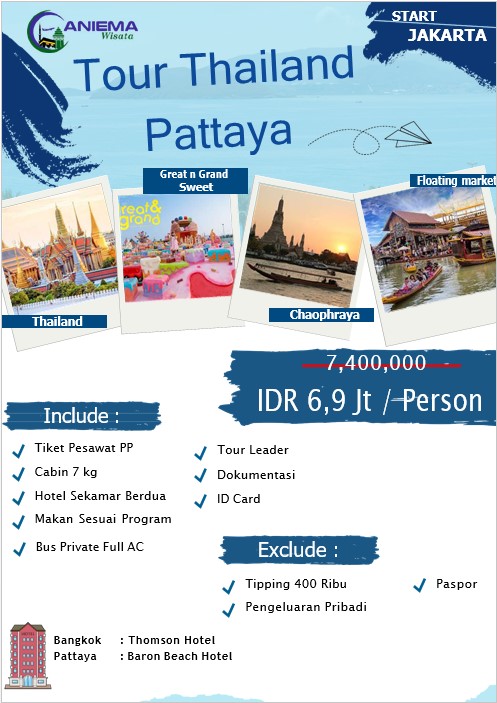 CANIEMA
Wisata
START
JAKARTA
Tour Thailand
Pattaya
Great n Grand
Sweet
Floating market
great&
grand
Thailand
Chaophraya
7,400,000
IDR 6,9 Jt / Person
Include :
Tiket Pesawat PP
Cabin 7 kg
Hotel Sekamar Berdua
Makan Sesuai Program
Bus Private Full AC
Tour Leader
Dokumentasi
ID Card
Exclude :
Tipping 400 Ribu
Pengeluaran Pribadi
Paspor
Bangkok : Thomson Hotel
Pattaya : Baron Beach Hotel